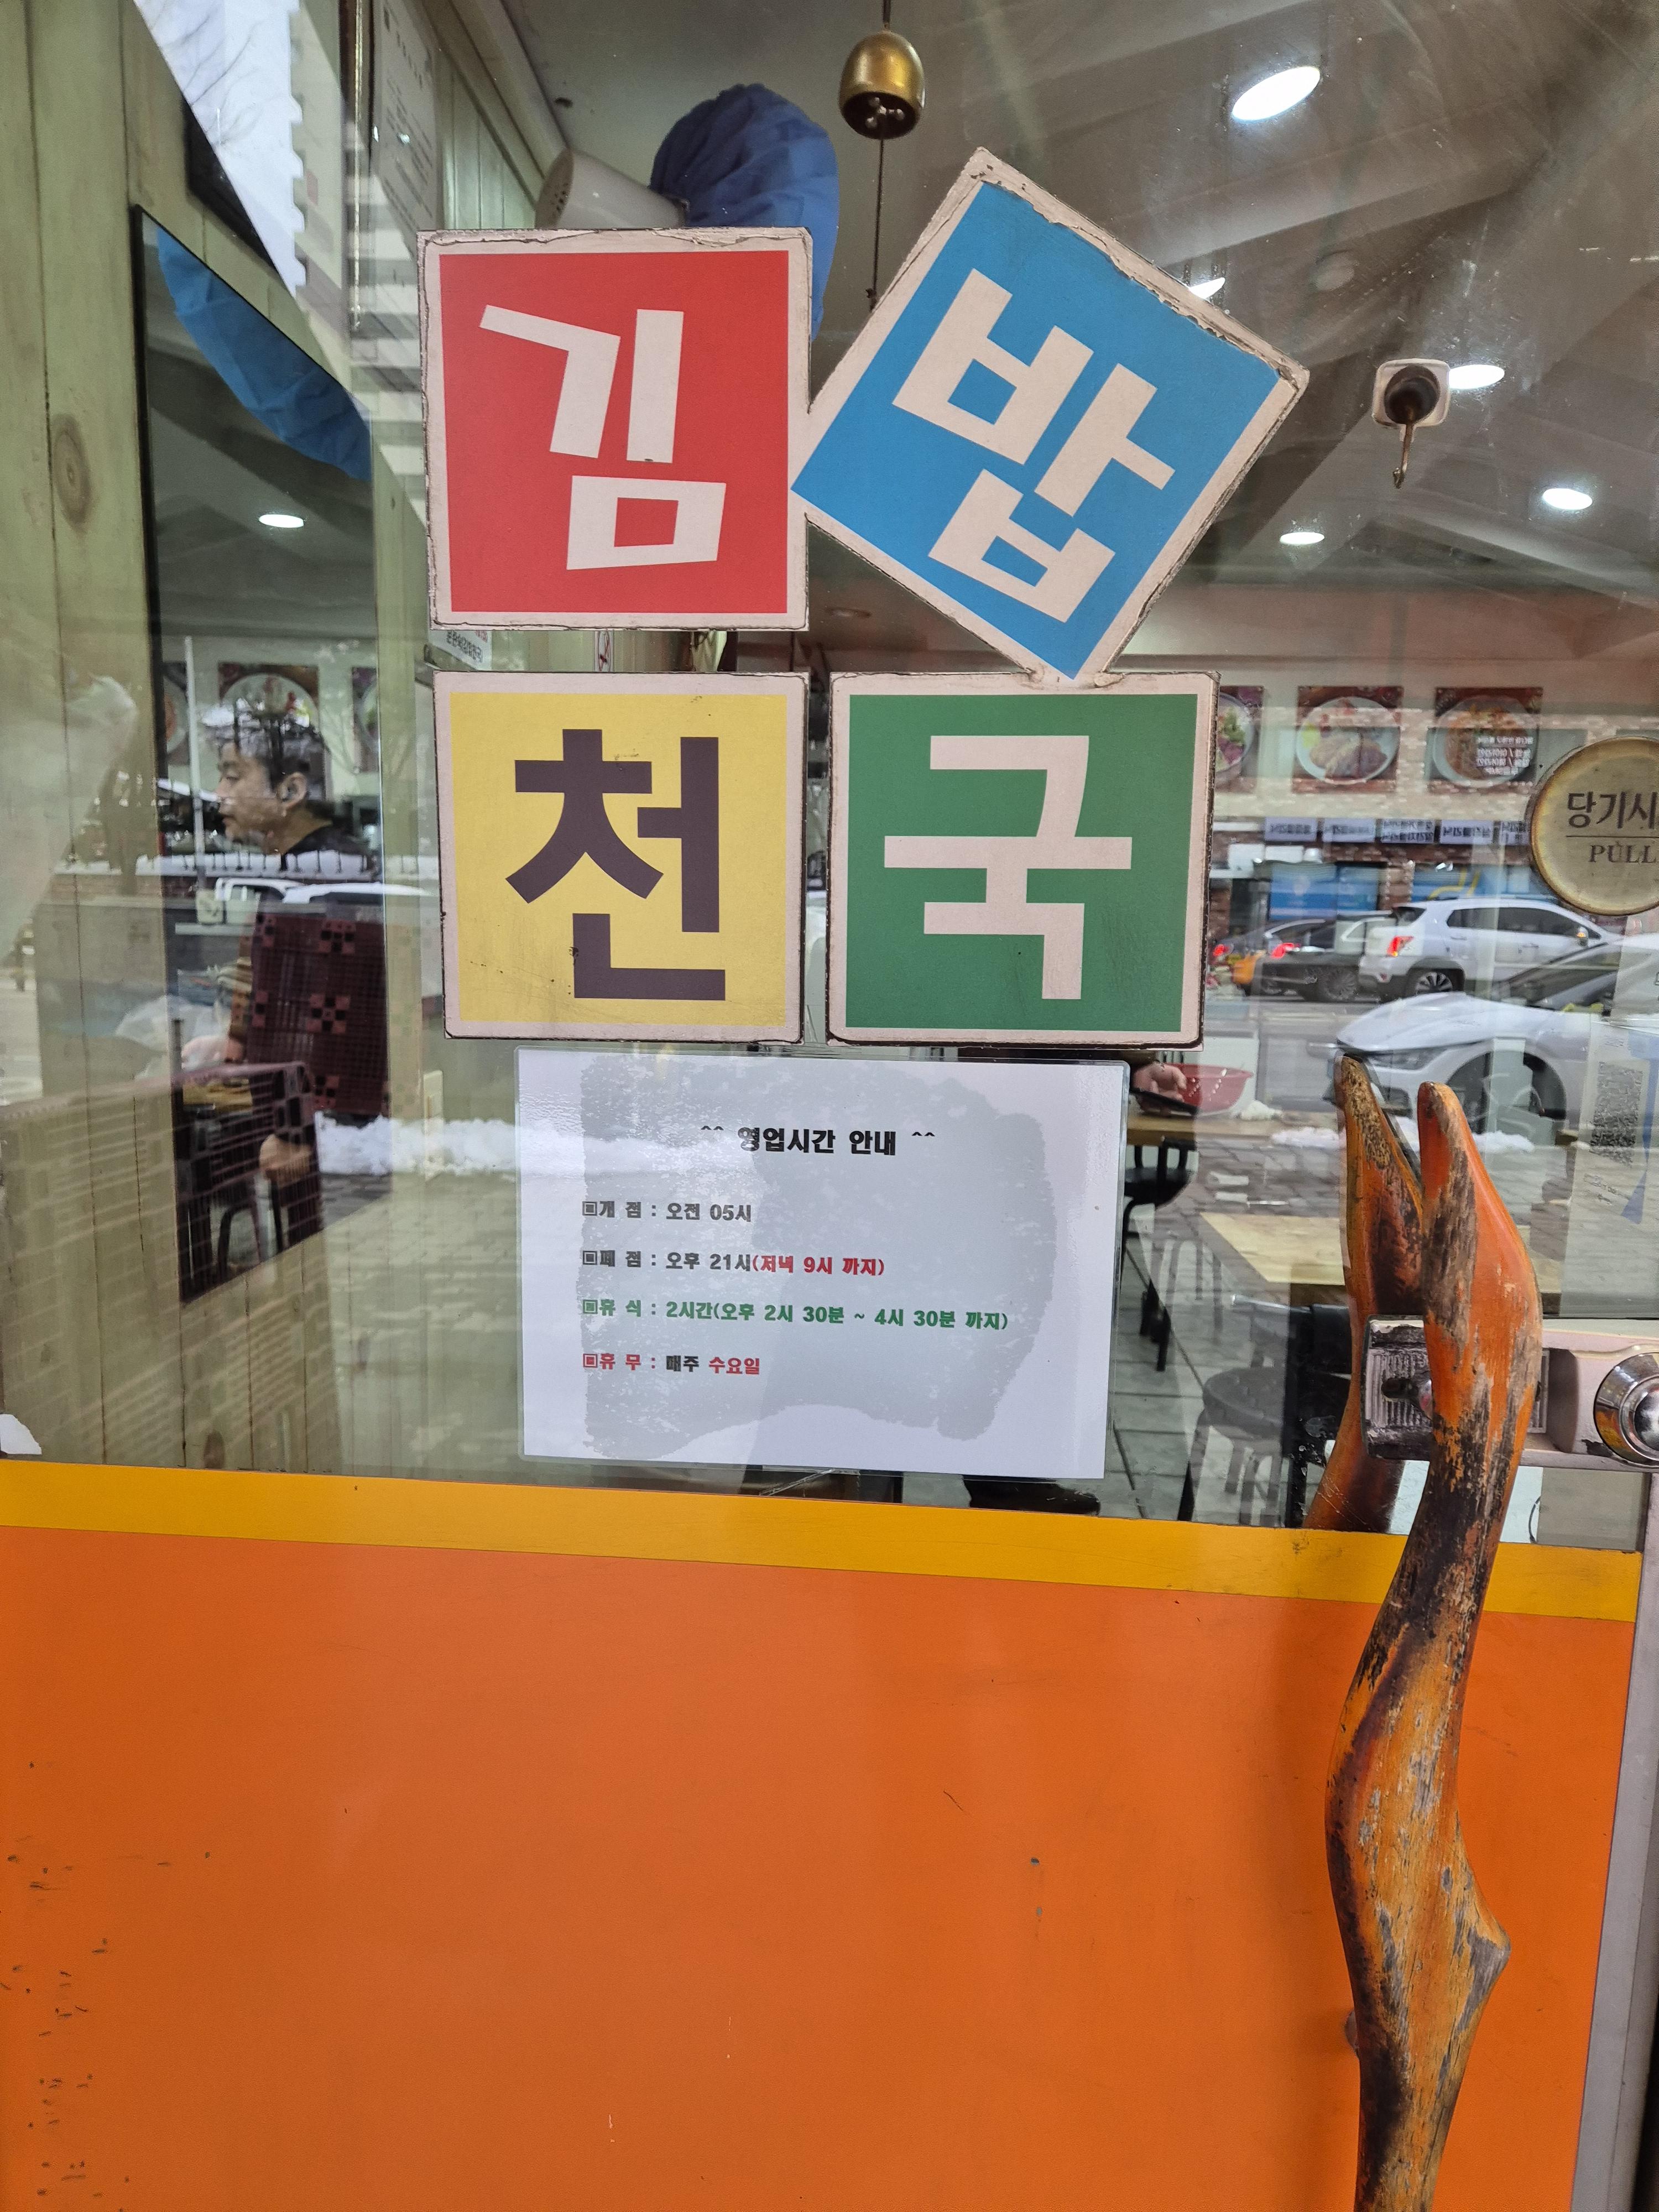 김 밥
천 국
^^ 영업시간 안내 ^^
▣개 점 : 오전 05시
▣폐 점 : 오후 21시(저녁 9시 까지)
▣휴 식 : 2시간(오후 2시 30분 ~ 4시 30분 까지)
▣휴 무 : 매주 수요일
당기시
PULL